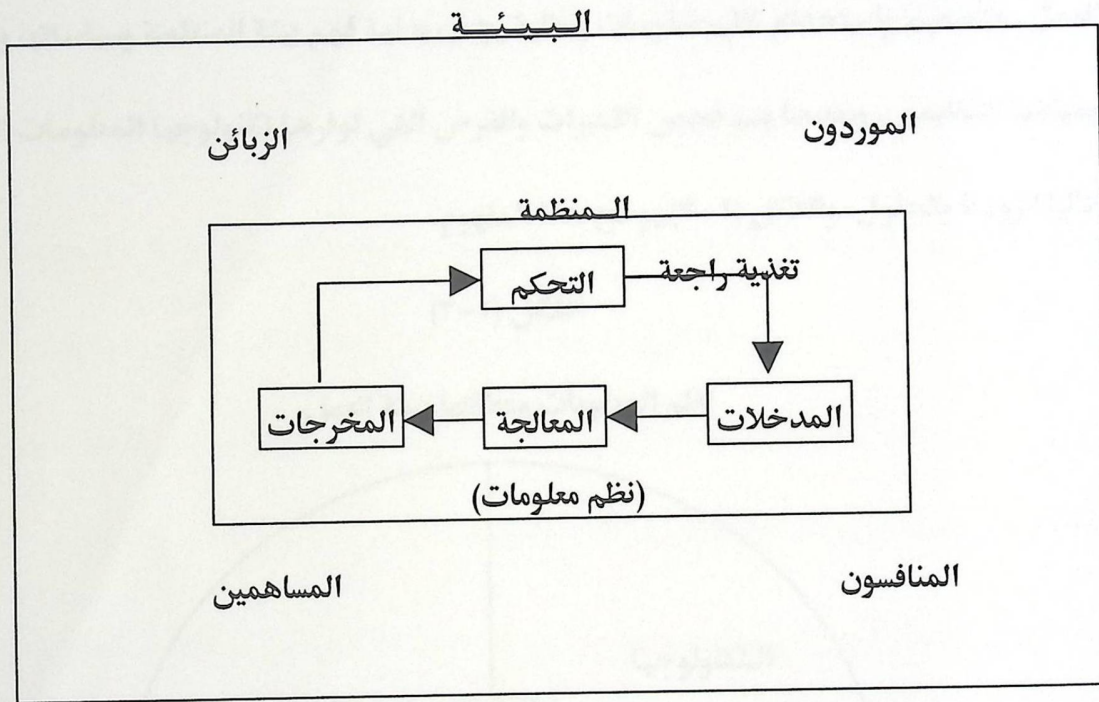 البيئة
الموردون
الزبائن
المنظمة
التحكم
تغذية راجعة
المدخلات
المعالجة
المخرجات
(نظم معلومات)
المنافسون
المساهمين